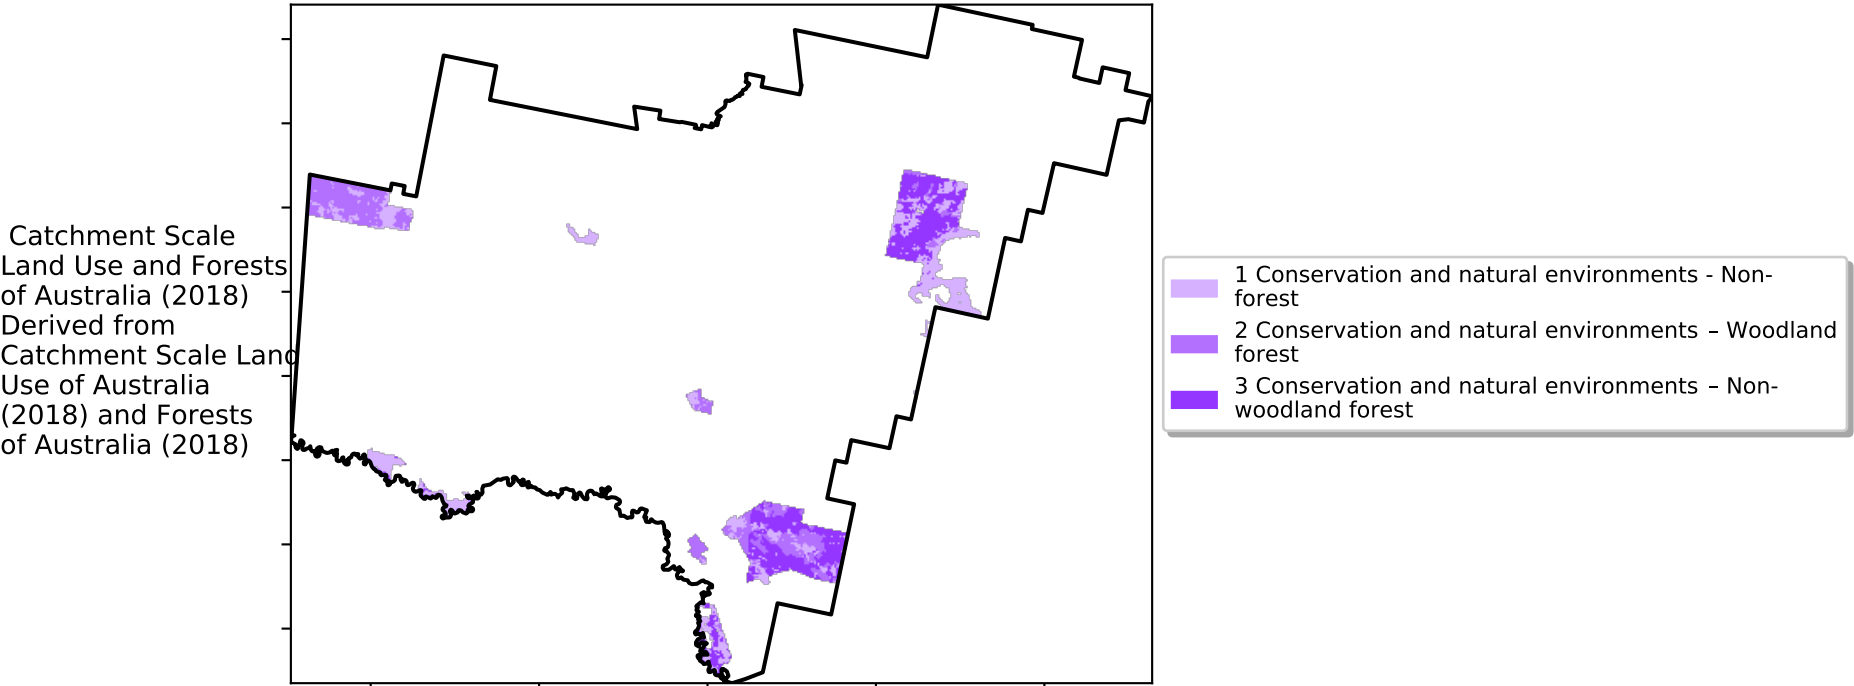 Catchment Scale
Land Use and Forests
of Australia (2018)
Derived from
Catchment Scale Land
Use of Australia
(2018) and Forests
of Australia (2018)
1 Conservation and natural environments - Non-
forest
2 Conservation and natural environments – Woodland
forest
3 Conservation and natural environments – Non-
woodland forest